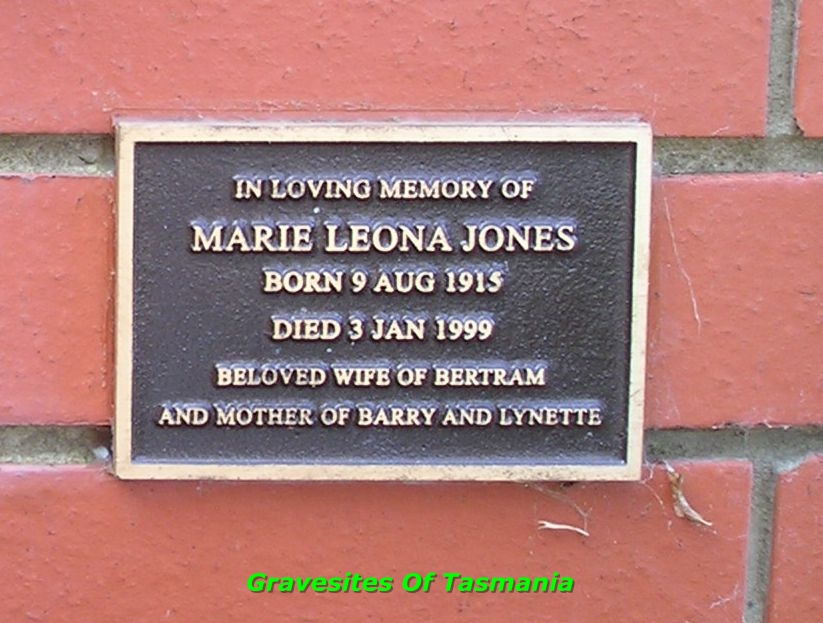 IN LOVING MEMORY OF
MARIE LEONA JONES
BORN 9 AUG 1915
DIED 3 JAN 1999
BELOVED WIFE OF BERTRAM
AND MOTHER OF BARRY AND LYNETTE
Gravesites Of Tasmania